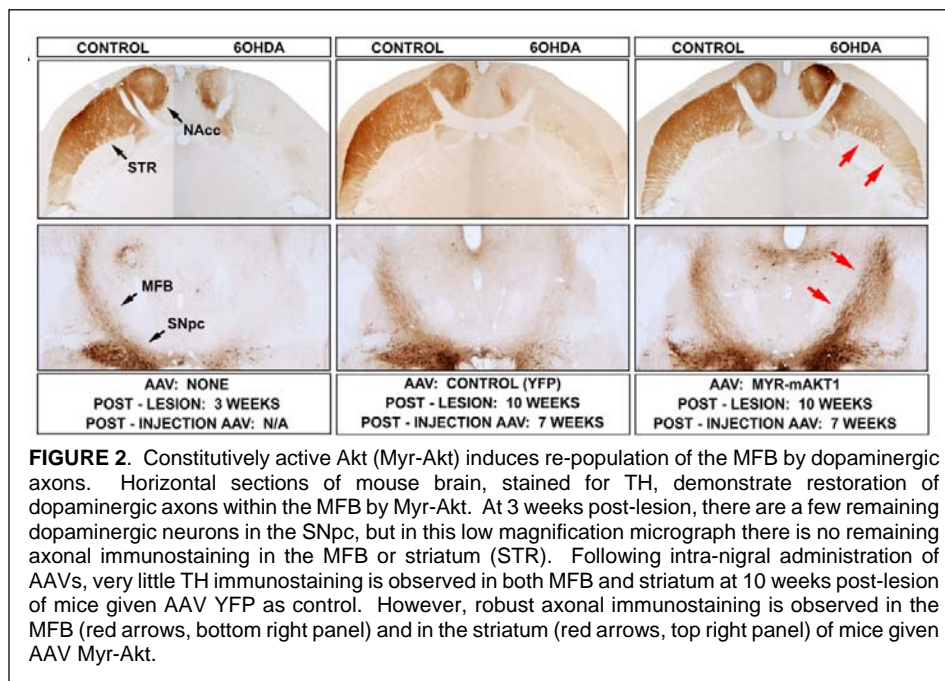 CONTROL 6OHDA CONTROL 6OHDA CONTROL 6OHDA
NAcc
STR
MFB
SNpc
AAV: NONE
POST - LESION: 3 WEEKS
POST - INJECTION AAV: N/A
AAV: CONTROL (YFP)
POST - LESION: 10 WEEKS
POST - INJECTION AAV: 7 WEEKS
AAV: MYR-mAKT1
POST - LESION: 10 WEEKS
POST - INJECTION AAV: 7 WEEKS
FIGURE 2. Constitutively active Akt (Myr-Akt) induces re-population of the MFB by dopaminergic
axons. Horizontal sections of mouse brain, stained for TH, demonstrate restoration of
dopaminergic axons within the MFB by Myr-Akt. At 3 weeks post-lesion, there are a few remaining
dopaminergic neurons in the SNpc, but in this low magnification micrograph there is no remaining
axonal immunostaining in the MFB or striatum (STR). Following intra-nigral administration of
AAVs, very little TH immunostaining is observed in both MFB and striatum at 10 weeks post-lesion
of mice given AAV YFP as control. However, robust axonal immunostaining is observed in the
MFB (red arrows, bottom right panel) and in the striatum (red arrows, top right panel) of mice given
AAV Myr-Akt.